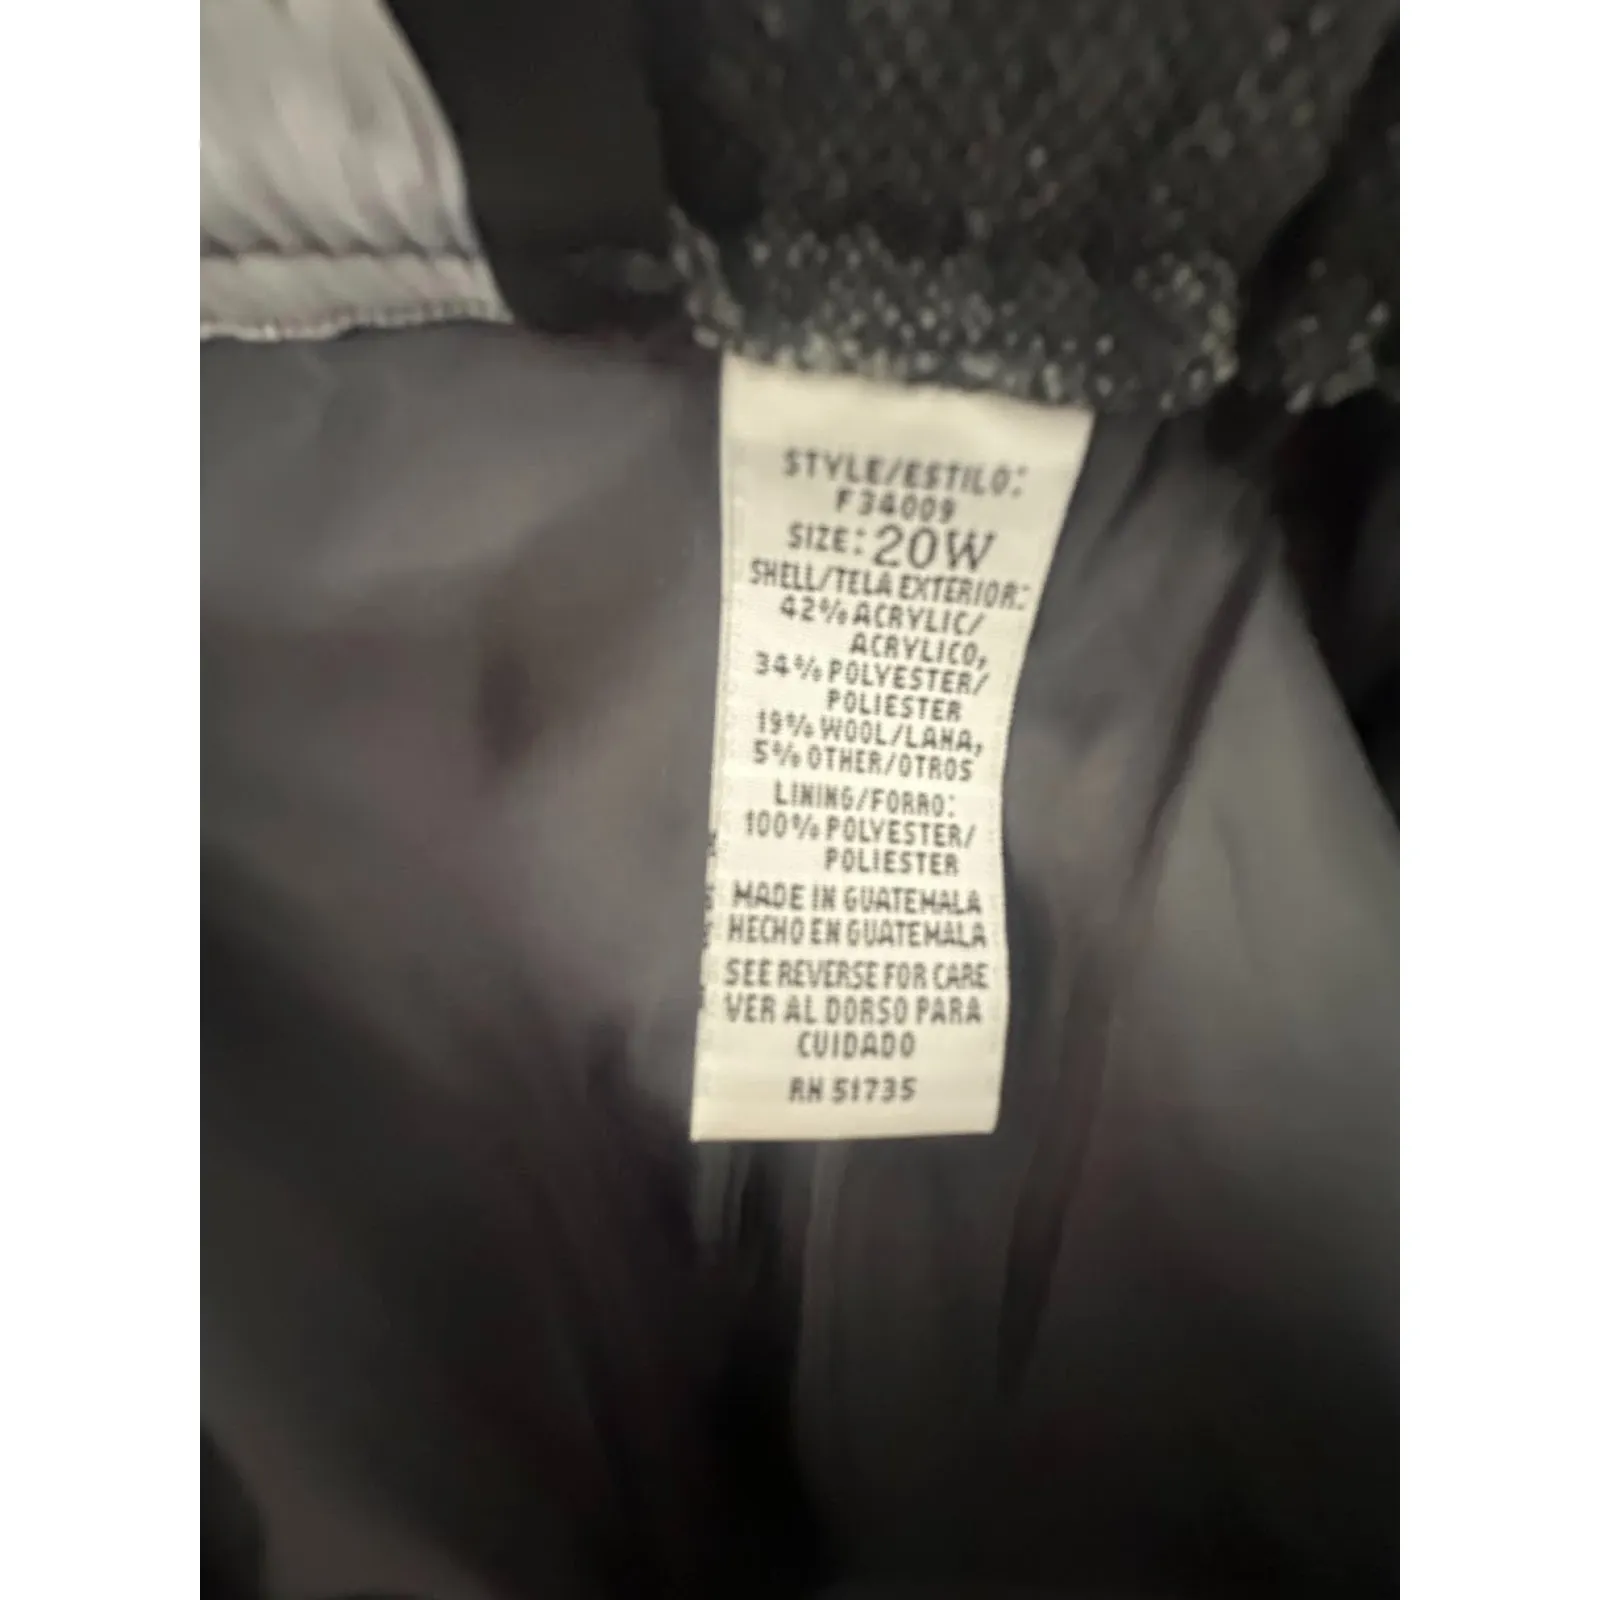 STYLE/ESTILO:
F34009
SIZE: 20W
SHELL/TELA EXTERIOR:
42% ACRYLIC/
ACRYLICO,
34% POLYESTER/
POLIESTER
19% WOOL/LANA,
5% OTHER/OTROS
LINING/FORRO:
100% POLYESTER/
POLIESTER
MADE IN GUATEMALA
HECHO EN GUATEMALA
SEE REVERSE FOR CARE
VER AL DORSO PARA
CUIDADO
RN 51735